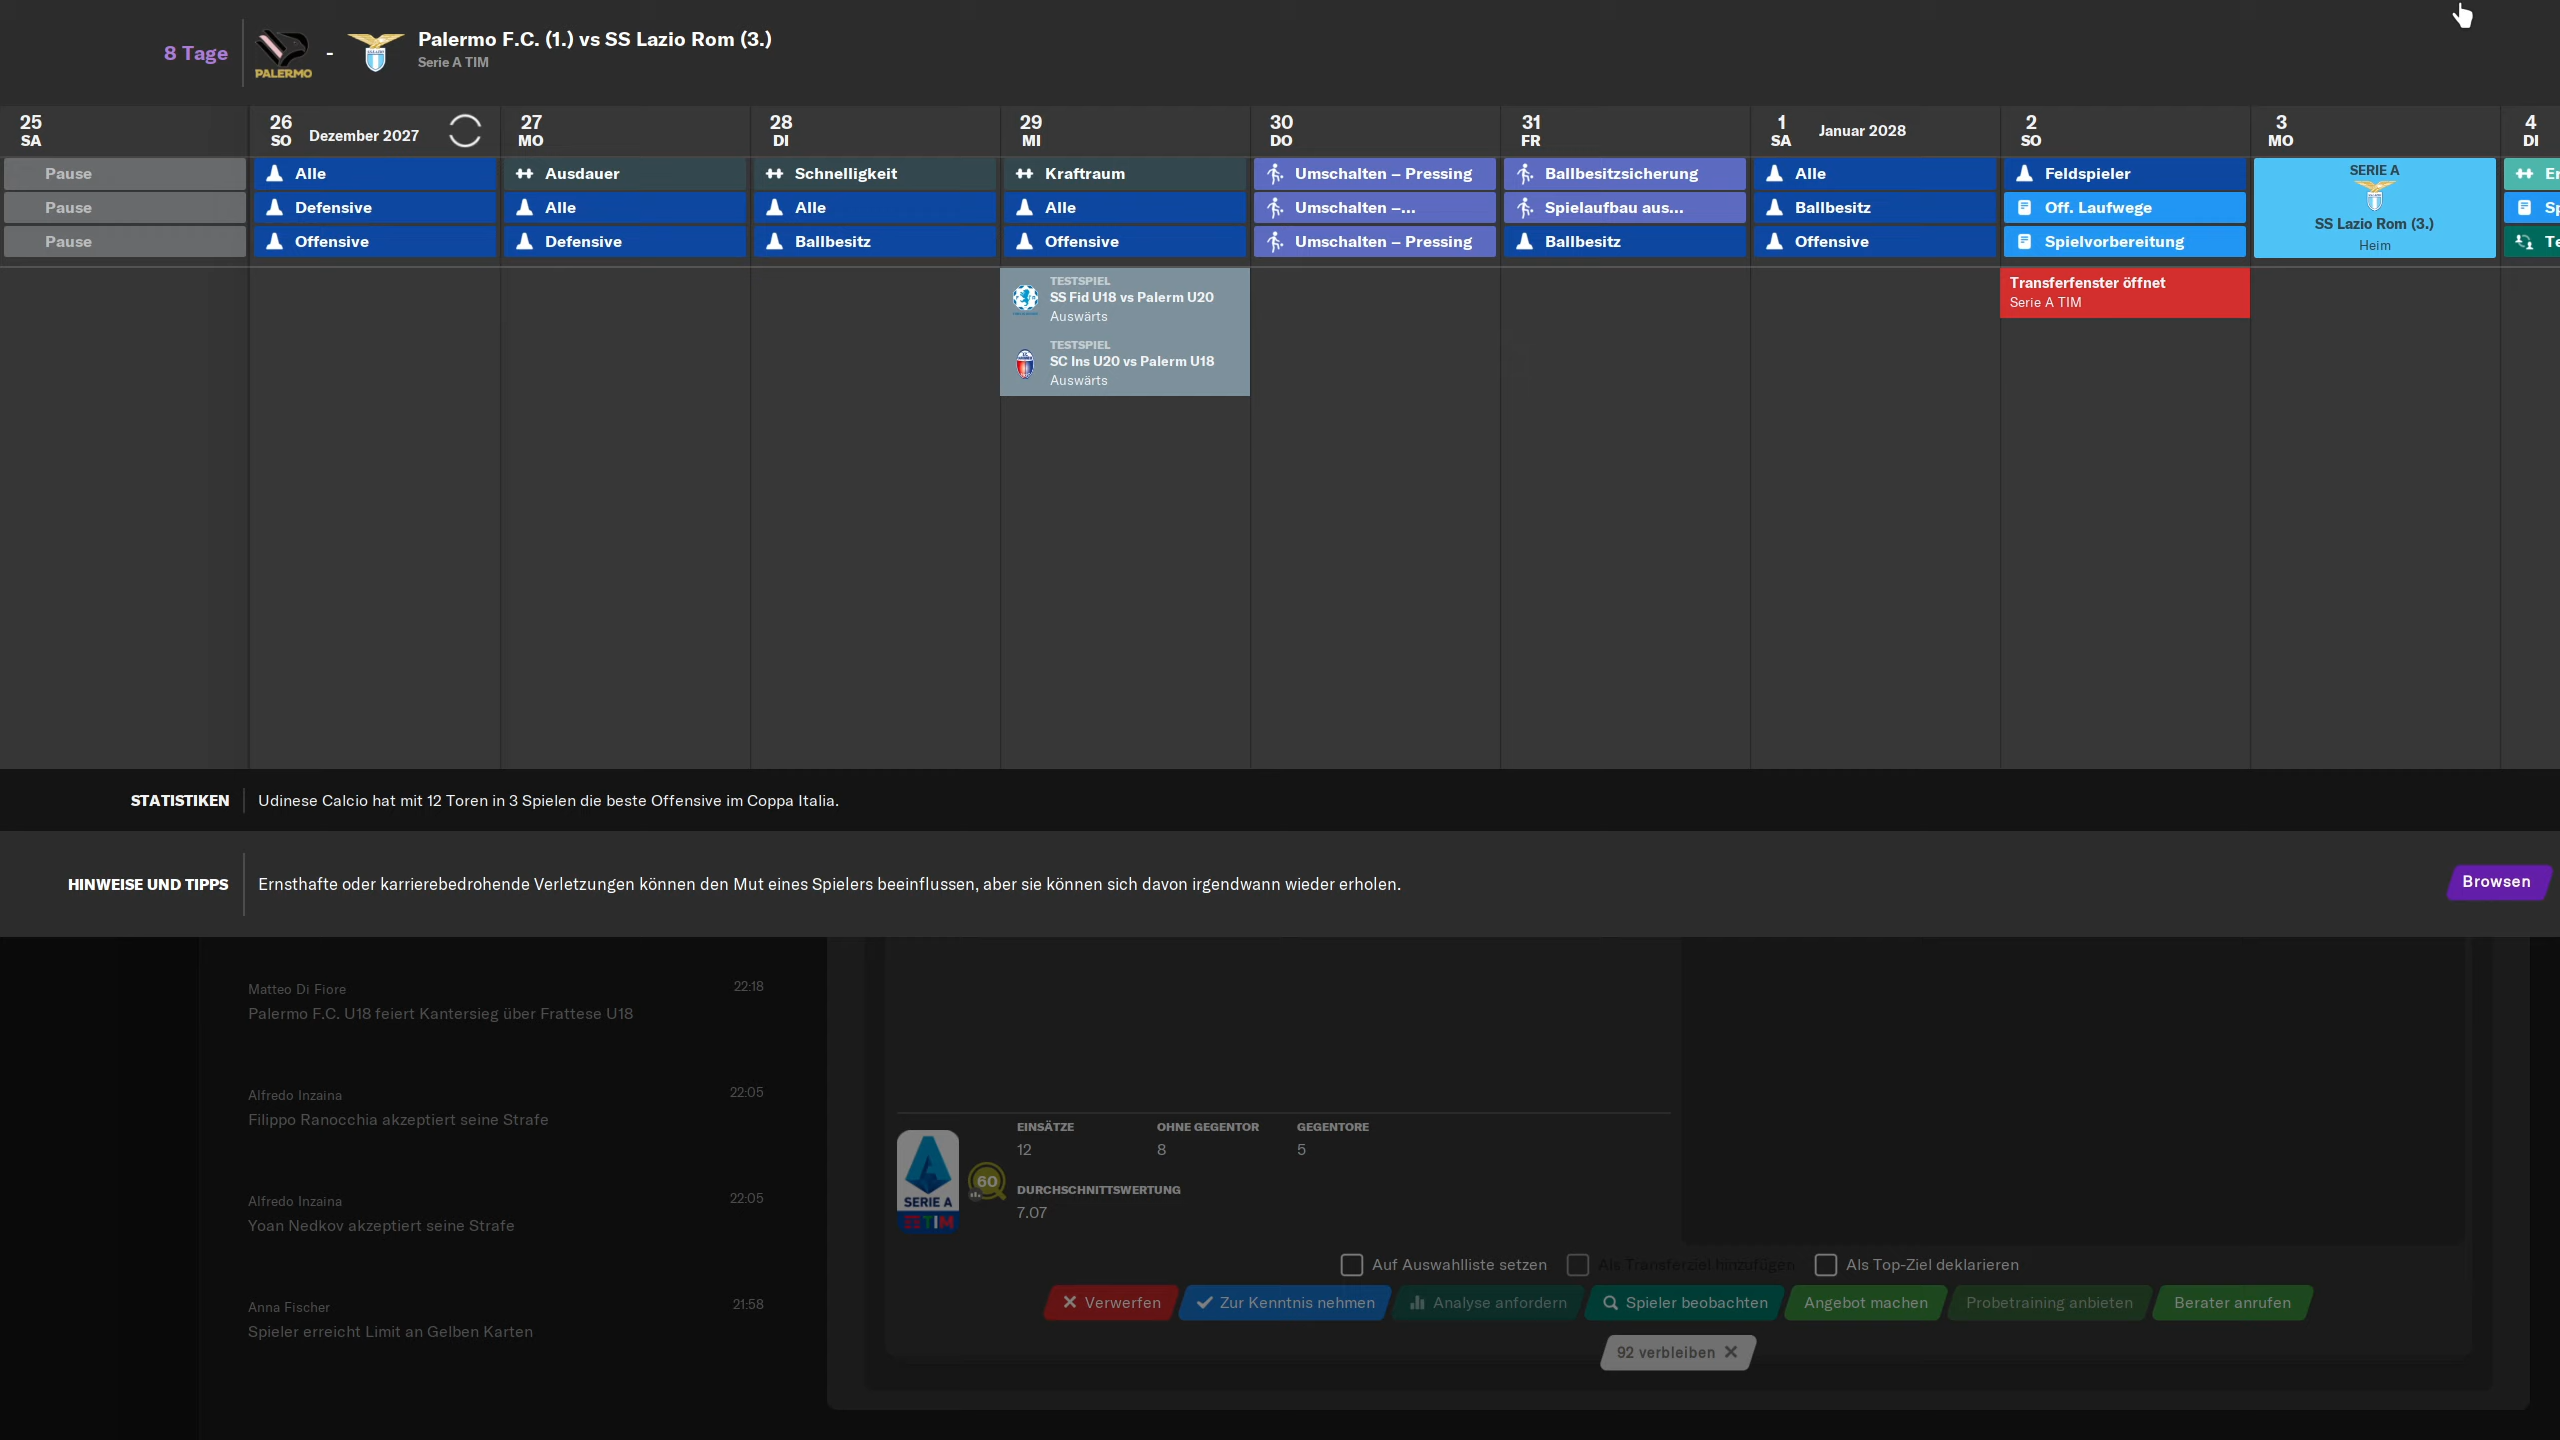 8 Tage
PALERMO
-
Palermo F.C. (1.) vs SS Lazio Rom (3.)
Serie A TIM
25
SA
26
SO
Dezember 2027
27
MO
28
DI
29
MI
30
DO
31
FR
1
SA
Januar 2028
2
SO
3
MO
4
DI
Pause
Alle
Ausdauer
Schnelligkeit
Kraftraum
Umschalten – Pressing
Ballbesitzsicherung
Alle
Feldspieler
Er
Pause
Defensive
Alle
Alle
Alle
Umschalten –...
Spielaufbau aus...
Ballbesitz
Off. Laufwege
Sp
Pause
Offensive
Defensive
Ballbesitz
Offensive
Umschalten – Pressing
Ballbesitz
Offensive
Spielvorbereitung
Te
SERIE A
SS Lazio Rom (3.)
Heim
TESTSPIEL
SS Fid U18 vs Palerm U20
Auswärts
TESTSPIEL
SC Ins U20 vs Palerm U18
Auswärts
Transferfenster öffnet
Serie A TIM
STATISTIKEN
Udinese Calcio hat mit 12 Toren in 3 Spielen die beste Offensive im Coppa Italia.
HINWEISE UND TIPPS
Ernsthafte oder karrierebedrohende Verletzungen können den Mut eines Spielers beeinflussen, aber sie können sich davon irgendwann wieder erholen.
Browsen
Matteo Di Fiore
22:18
Palermo F.C. U18 feiert Kantersieg über Frattese U18
Alfredo Inzaina
22:05
Filippo Ranocchia akzeptiert seine Strafe
Alfredo Inzaina
22:05
Yoan Nedkov akzeptiert seine Strafe
Anna Fischer
21:58
Spieler erreicht Limit an Gelben Karten
SERIE A
TIM
60
EINSÄTZE
OHNE GEGENTOR
GEGENTORE
12
8
5
DURCHSCHNITTSWERTUNG
7.07
Auf Auswahlliste setzen
Als Transferziel hinzufügen
Als Top-Ziel deklarieren
Verwerfen
Zur Kenntnis nehmen
Analyse anfordern
Spieler beobachten
Angebot machen
Probetraining anbieten
Berater anrufen
92 verbleiben